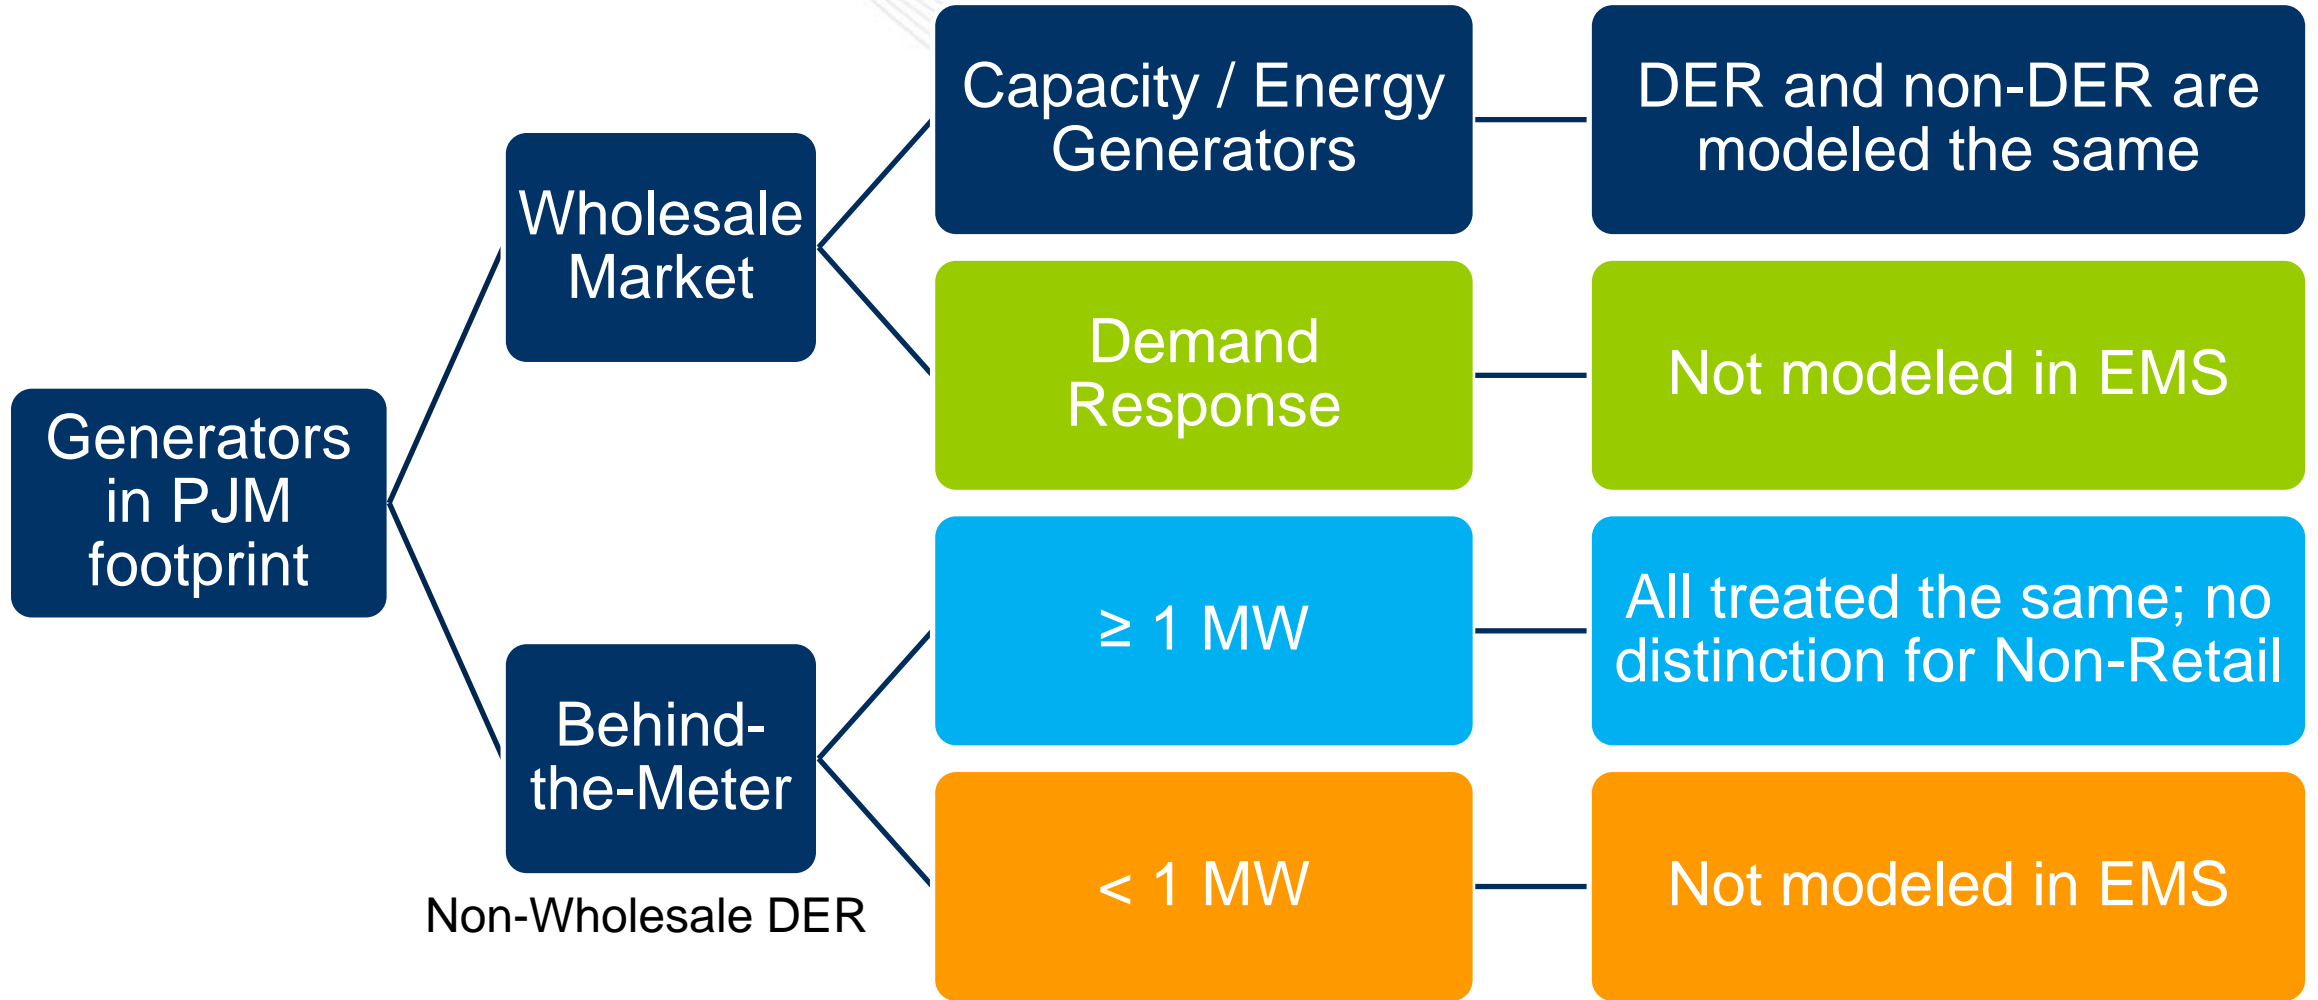 Generators
in PJM
footprint
Wholesale
Market
Behind-
the-Meter
Non-Wholesale DER
Capacity / Energy
Generators
DER and non-DER are
modeled the same
Demand
Response
Not modeled in EMS
≥ 1 MW
All treated the same; no
distinction for Non-Retail
< 1 MW
Not modeled in EMS